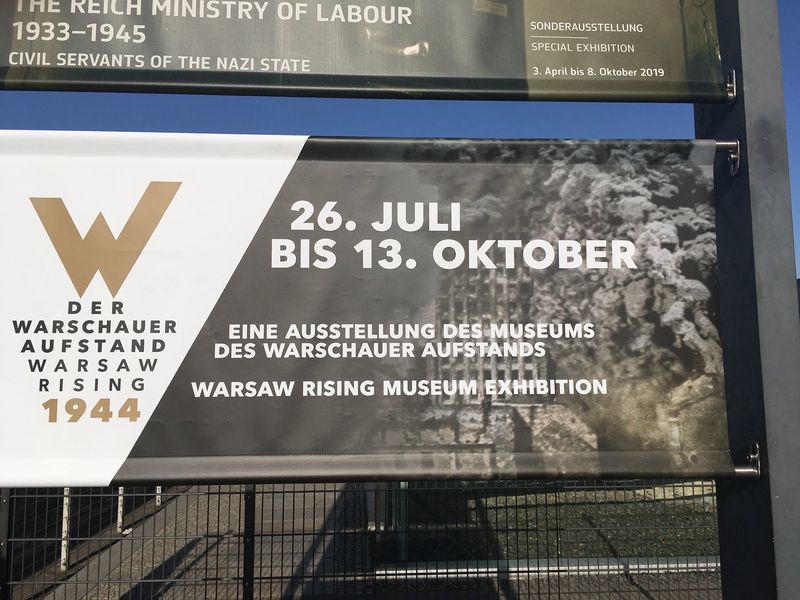 THE REICH MINISTRY OF LABOUR
1933–1945
CIVIL SERVANTS OF THE NAZI STATE
SONDERAUSSTELLUNG
SPECIAL EXHIBITION
3. April bis 8. Oktober 2019
W
DER
WARSCHAUER
AUFSTAND
WARSAW
RISING
1944
26. JULI
BIS 13. OKTOBER
EINE AUSSTELLUNG DES MUSEUMS
DES WARSCHAUER AUFSTANDS
WARSAW RISING MUSEUM EXHIBITION